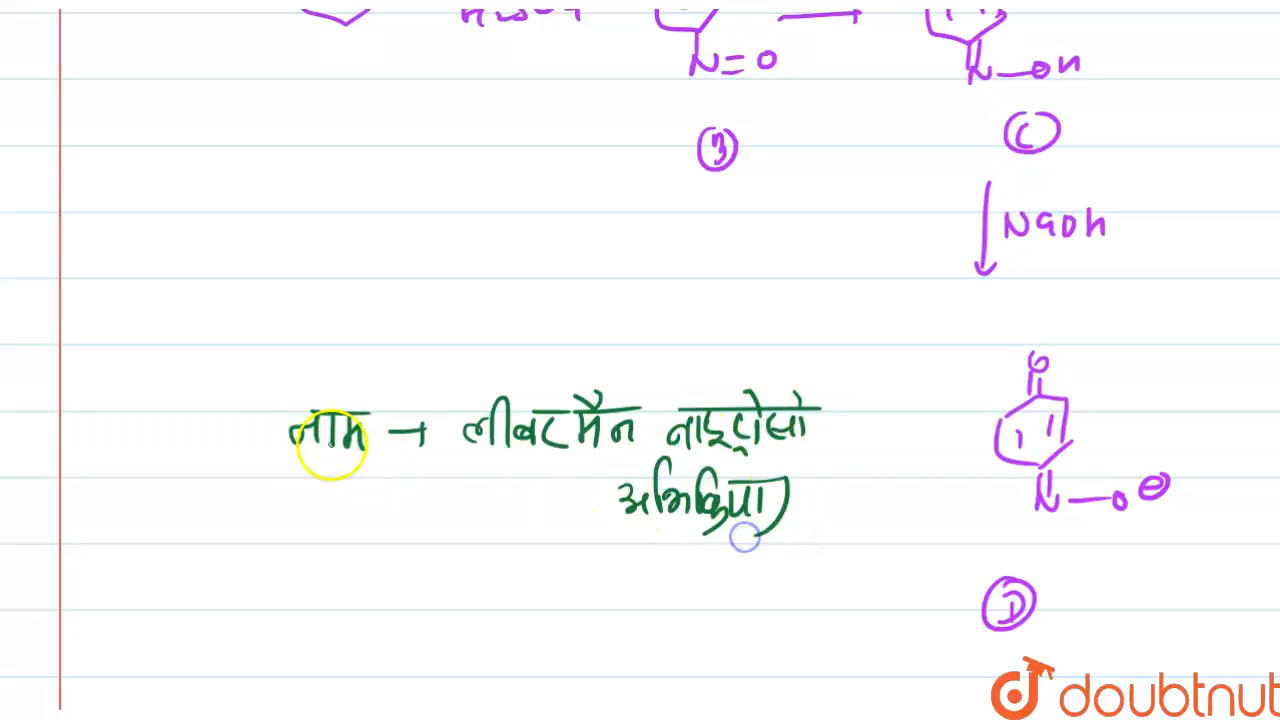 N=O
N—OH
B
C
NaOH
नाम → लीबरमैन नाइट्रोसो
अभिक्रिया
O
N—O⊖
D
doubtnut